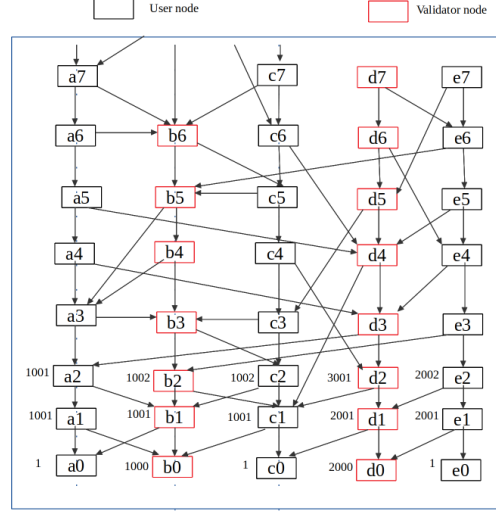 User node Validator node
a7 c7 d7 e7
a6 b6 c6 d6 e6
a5 b5 c5 d5 e5
a4 b4 c4 d4 e4
a3 b3 c3 d3 e3
1001 a2 1002 b2 1002 c2 3001 d2 2002 e2
1001 a1 1001 b1 1001 c1 2001 d1 2001 e1
1 a0 1000 b0 1 c0 2000 d0 1 e0